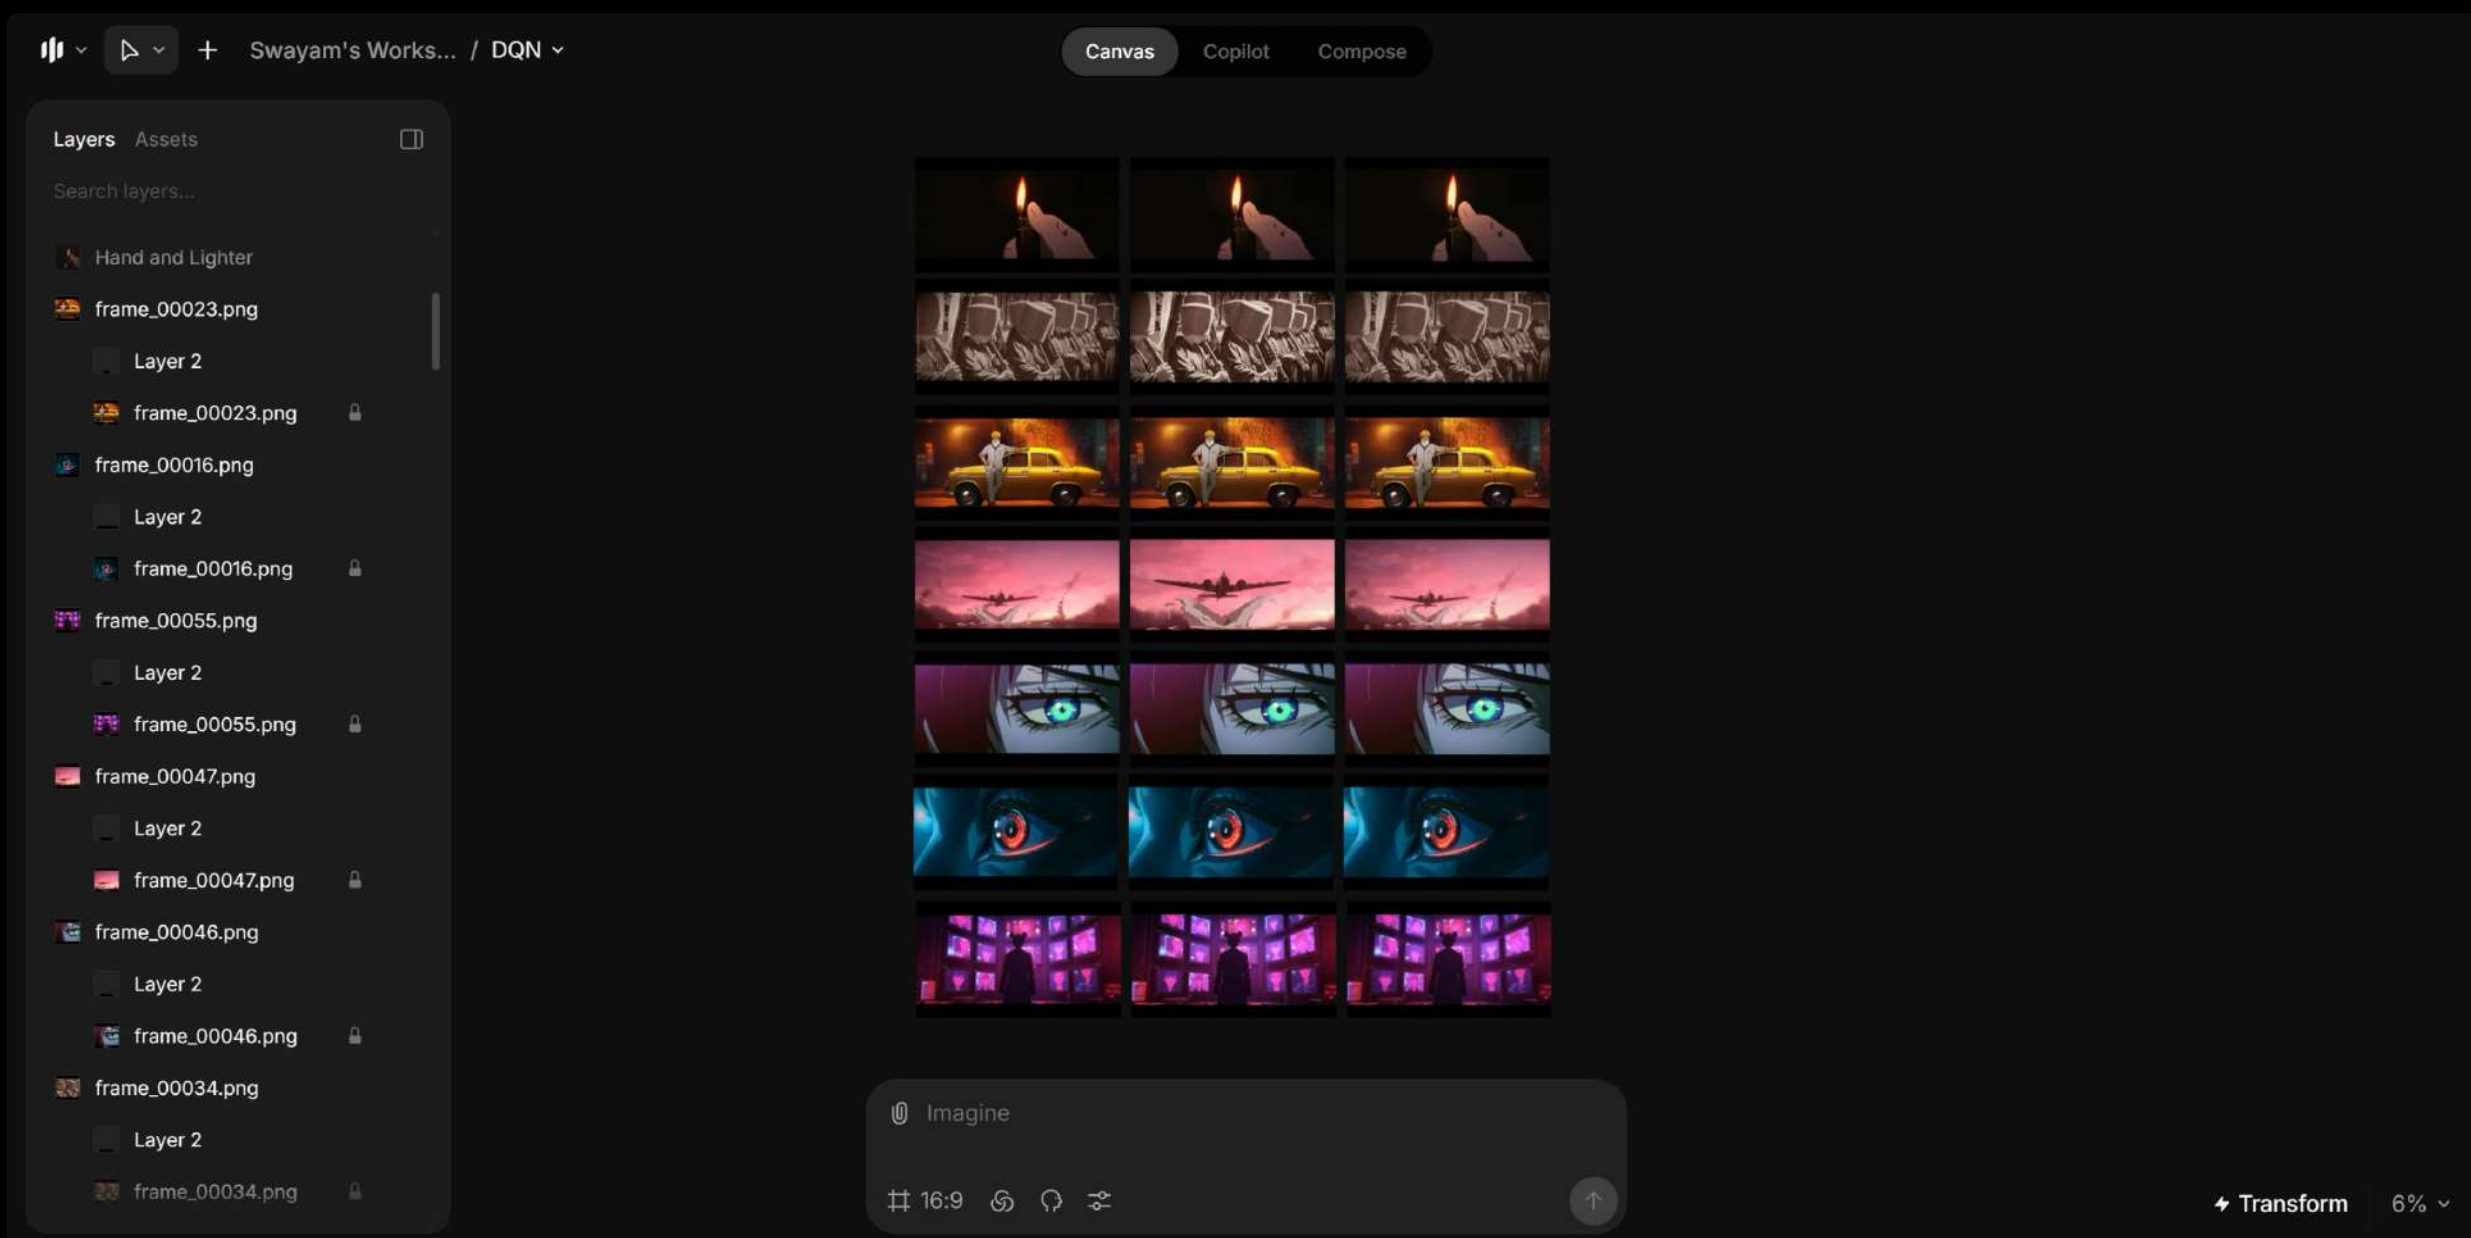 Swayam's Works... / DQN
Canvas Copilot Compose
Layers Assets
Search layers...
Hand and Lighter
frame_00023.png
Layer 2
frame_00023.png
frame_00016.png
Layer 2
frame_00016.png
frame_00055.png
Layer 2
frame_00055.png
frame_00047.png
Layer 2
frame_00047.png
frame_00046.png
Layer 2
frame_00046.png
frame_00034.png
Layer 2
frame_00034.png
Imagine
16:9
Transform 6%